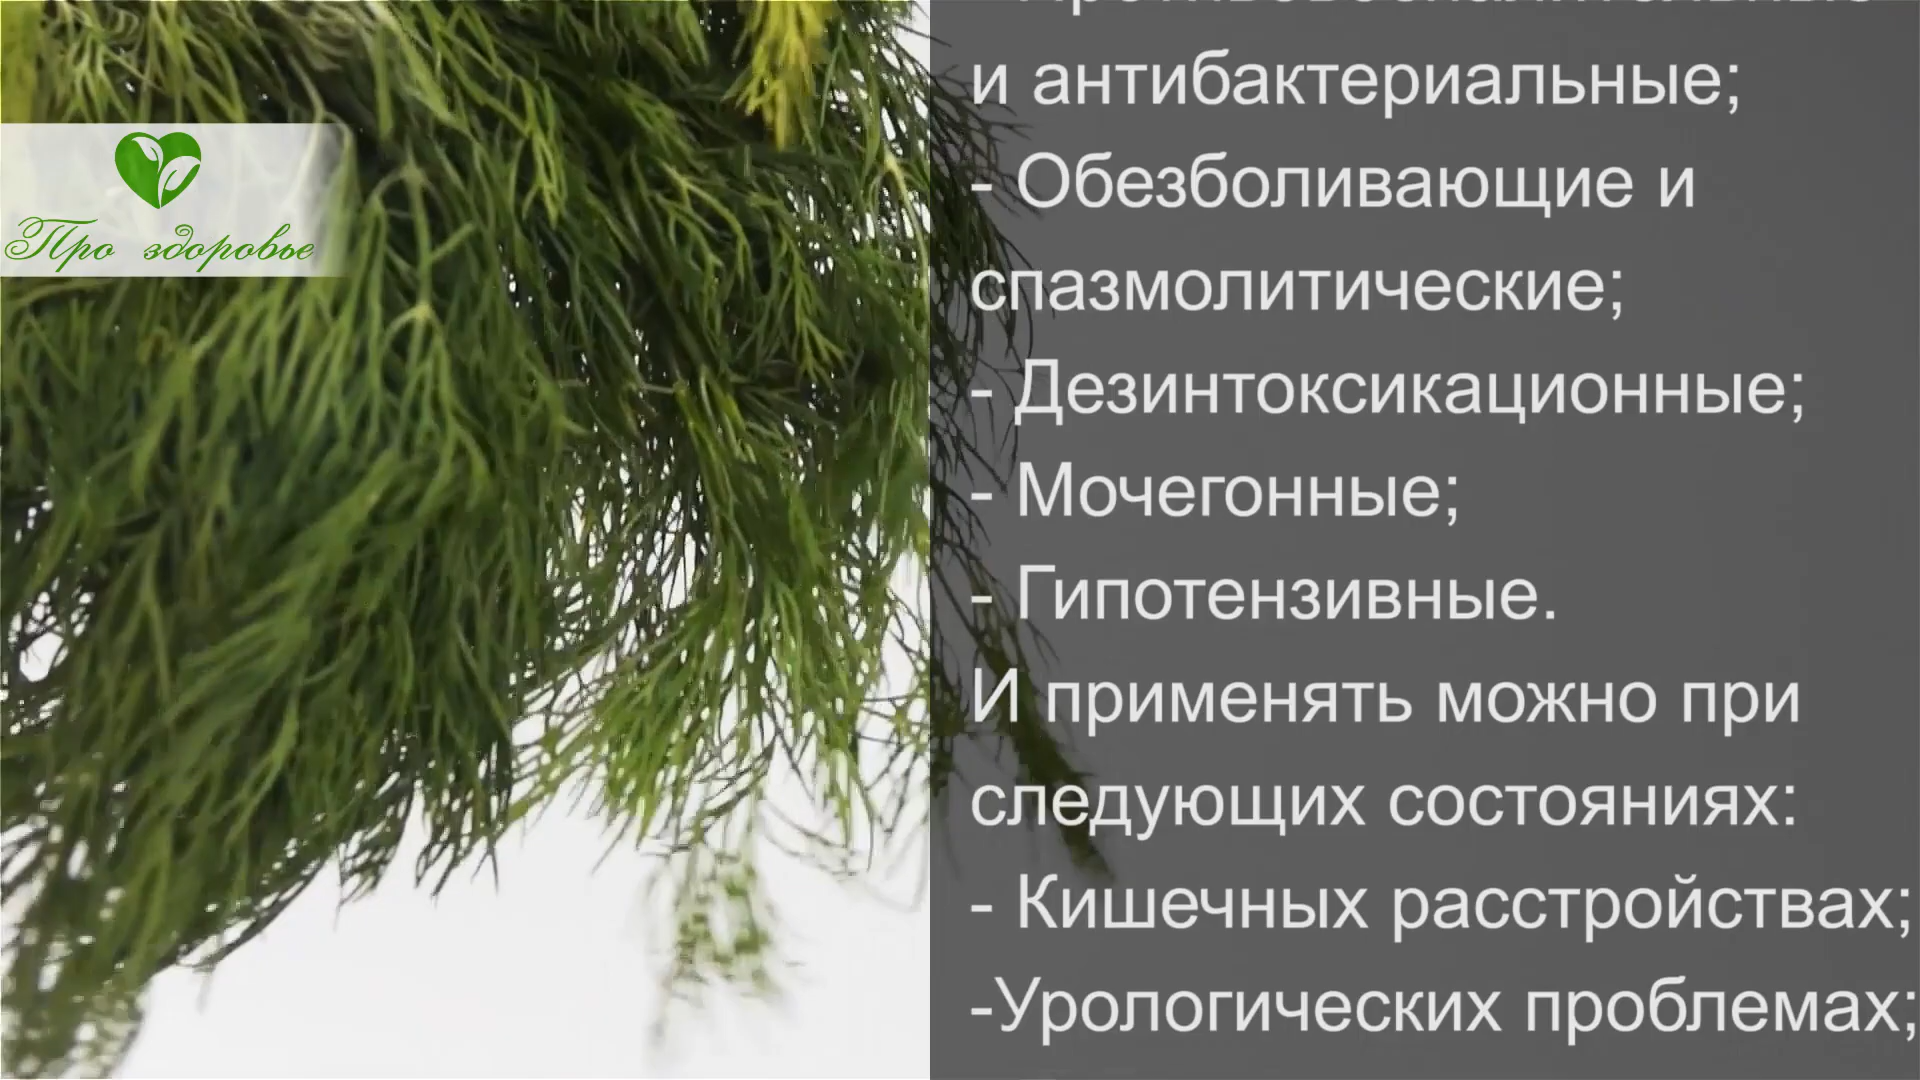 Про здоровье
и антибактериальные;
- Обезболивающие и
спазмолитические;
- Дезинтоксикационные;
- Мочегонные;
- Гипотензивные.
И применять можно при
следующих состояниях:
- Кишечных расстройствах;
-Урологических проблемах;